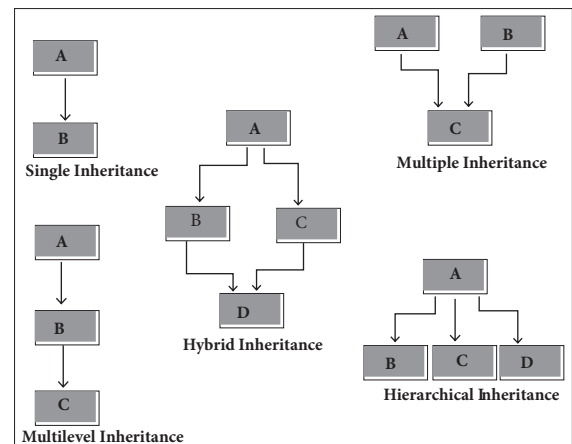 A
B
Single Inheritance
A
B
C
Multilevel Inheritance
A
B
C
D
Hybrid Inheritance
A
B
C
Multiple Inheritance
A
B
C
D
Hierarchical Inheritance